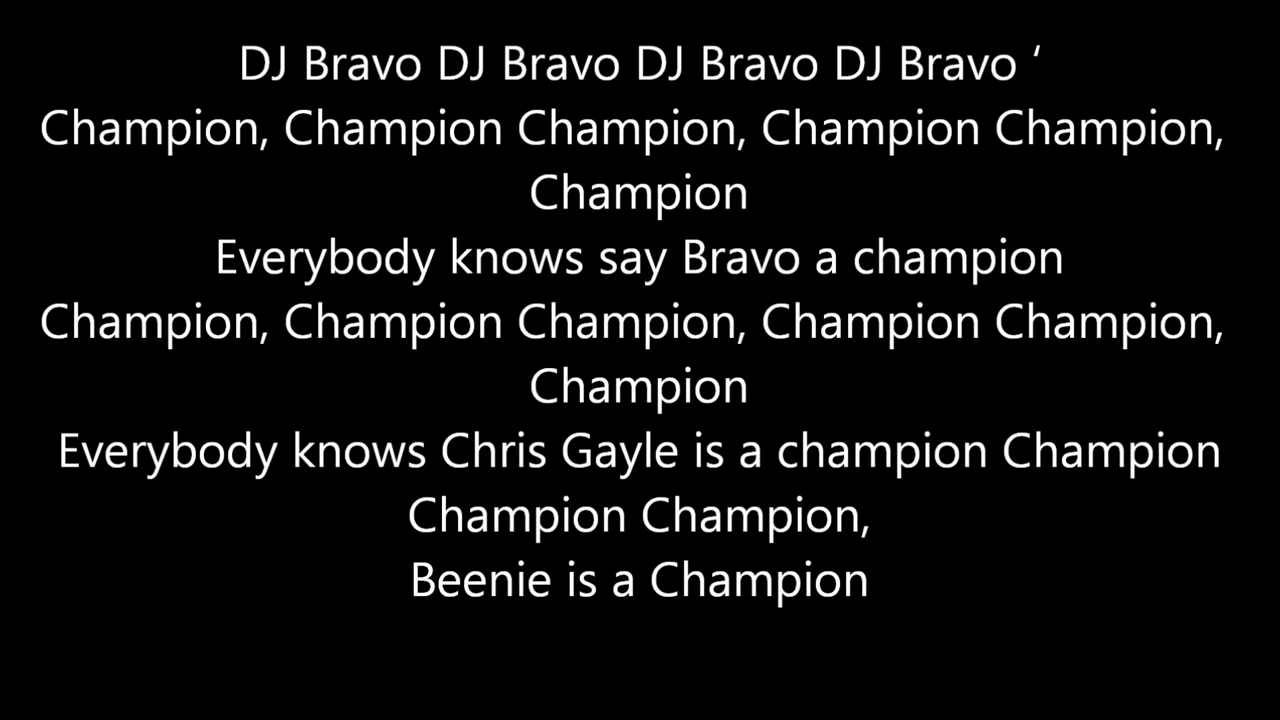 DJ Bravo DJ Bravo DJ Bravo DJ Bravo ‘
Champion, Champion Champion, Champion Champion,
Champion
Everybody knows say Bravo a champion
Champion, Champion Champion, Champion Champion,
Champion
Everybody knows Chris Gayle is a champion Champion
Champion Champion,
Beenie is a Champion